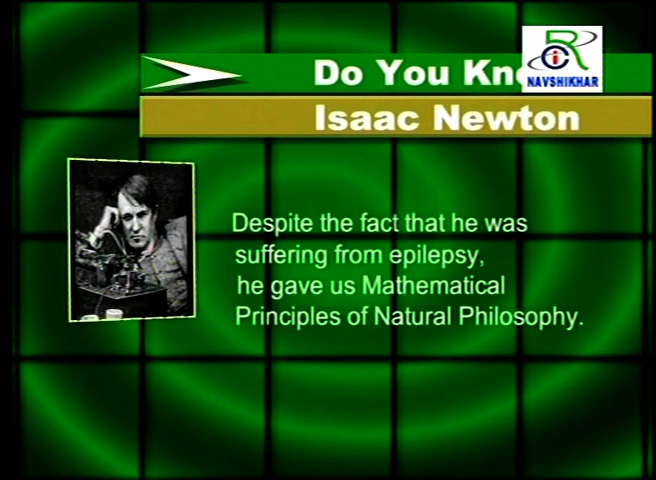 Do You Kn
NAVSHIKHAR
Isaac Newton
Despite the fact that he was
suffering from epilepsy,
he gave us Mathematical
Principles of Natural Philosophy.